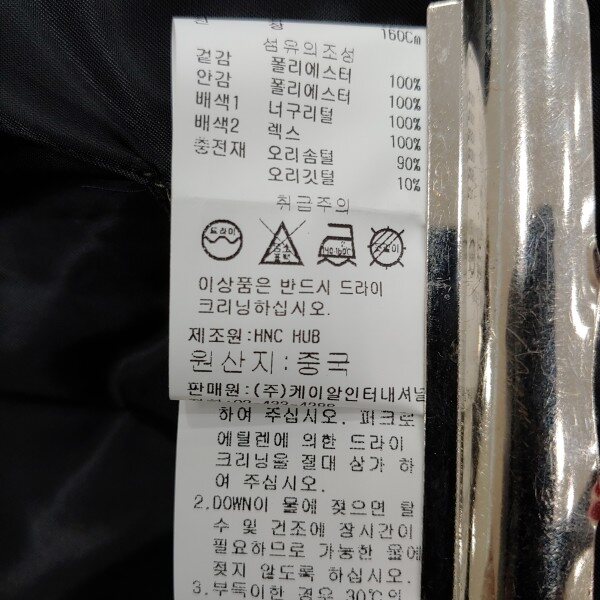 160Cm
섬유의조성
겉감 폴리에스터 100%
안감 폴리에스터 100%
배색1 너구리털 100%
배색2 렉스 100%
충전재 오리솜털 90%
오리깃털 10%
취급주의
드라이 염소표백
이상품은 반드시 드라이
크리닝하십시오.
제조원:HNC HUB
원산지:중국
판매원:(주)케이알인터내셔널
하여 주십시오. 퍼크로
에틸렌에 의한 드라이
크리닝을 절대 삼가 하
여 주십시오.
2.DOWN이 물에 젖으면 탈
수 및 건조에 장시간이
필요하므로 가능한 물에
젖지 않도록 하십시오.
3.부득이한 경우 30℃의